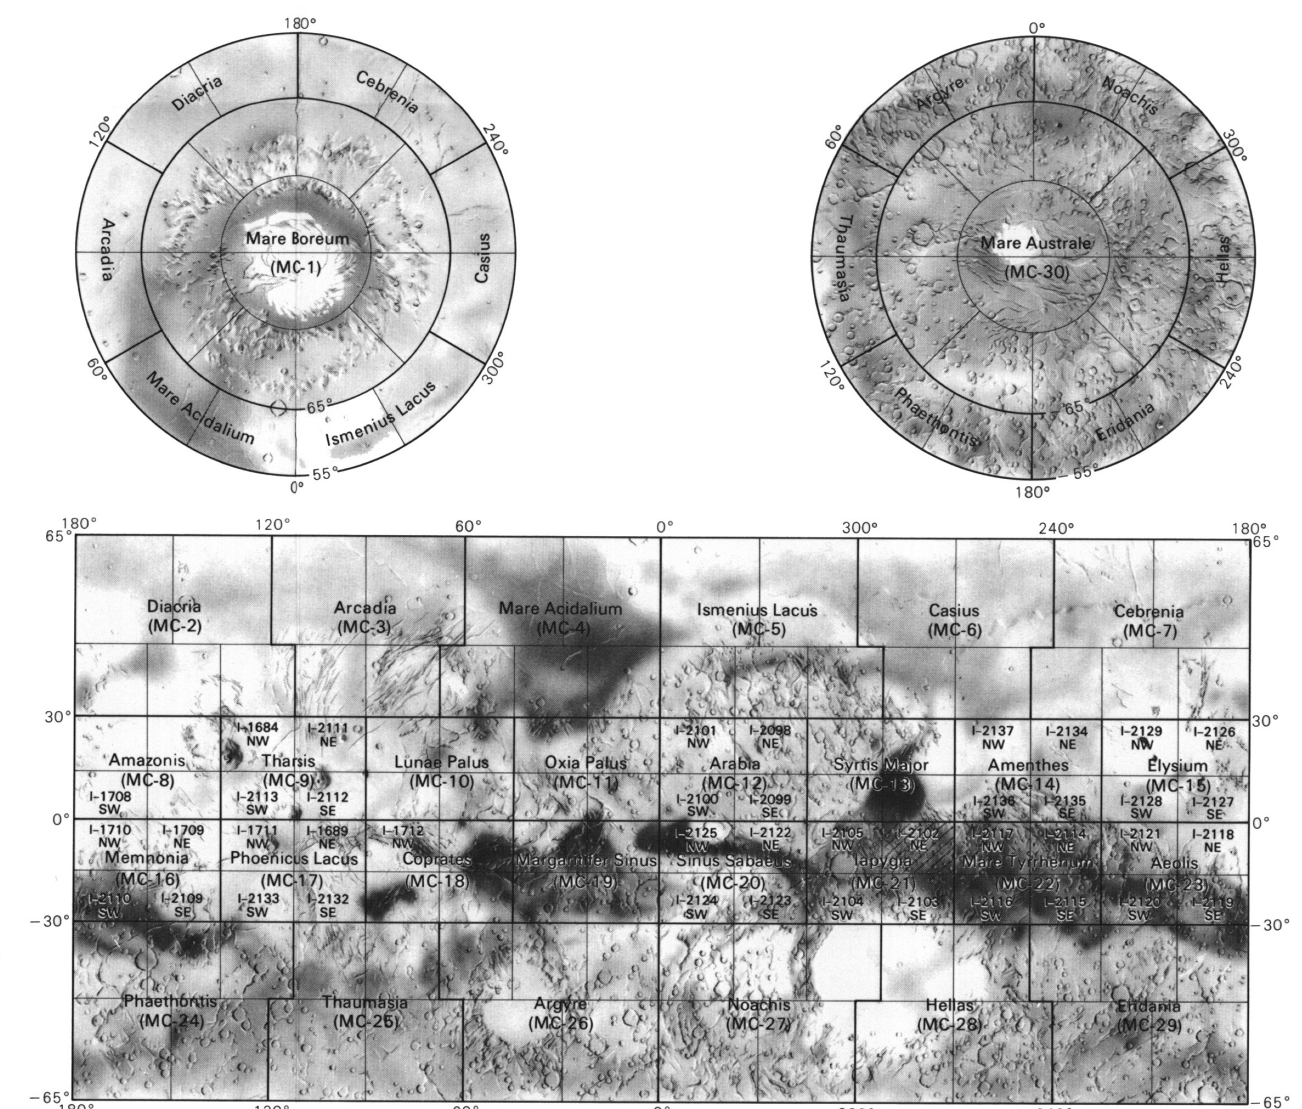 180°
Diacria
Cebrenia
120°
240°
Arcadia
Mare Boreum
(MC-1)
Casius
60°
300°
Mare Acidalium
65°
Ismenius Lacus
55°
0°
0°
Argyre
Noachis
60°
300°
Thaumasia
Mare Australe
(MC-30)
Hellas
120°
240°
Phaethontis
65°
Eridania
55°
180°
180° 120° 60° 0° 300° 240° 180°
65° 65°
Diacria Arcadia Mare Acidalium Ismenius Lacus Casius Cebrenia
(MC-2) (MC-3) (MC-4) (MC-5) (MC-6) (MC-7)
30° 30°
I-1684 I-2111 I-2101 I-2098 I-2137 I-2134 I-2129 I-2126
NW NE NW NE NW NE NW NE
Amazonis Tharsis Lunae Palus Oxia Palus Arabia Syrtis Major Amenthes Elysium
(MC-8) (MC-9) (MC-10) (MC-11) (MC-12) (MC-13) (MC-14) (MC-15)
I-1708 I-2113 I-2112 I-2100 I-2099 I-2136 I-2135 I-2128 I-2127
SW SW SE SW SE SW SE SW SE
0° 0°
I-1710 I-1709 I-1711 I-1689 I-1712 I-2125 I-2122 I-2105 I-2102 I-2117 I-2114 I-2121 I-2118
NW NE NW NE NW NW NE NW NE NW NE NW NE
Memnonia Phoenicus Lacus Coprates Margaritifer Sinus Sinus Sabaeus Iapygia Mare Tyrrhenum Aeolis
(MC-16) (MC-17) (MC-18) (MC-19) (MC-20) (MC-21) (MC-22) (MC-23)
I-2110 I-2109 I-2133 I-2132 I-2124 I-2123 I-2104 I-2103 I-2116 I-2115 I-2120 I-2119
SW SE SW SE SW SE SW SE SW SE SW SE
-30° -30°
Phaethontis Thaumasia Argyre Noachis Hellas Eridania
(MC-24) (MC-25) (MC-26) (MC-27) (MC-28) (MC-29)
-65° -65°